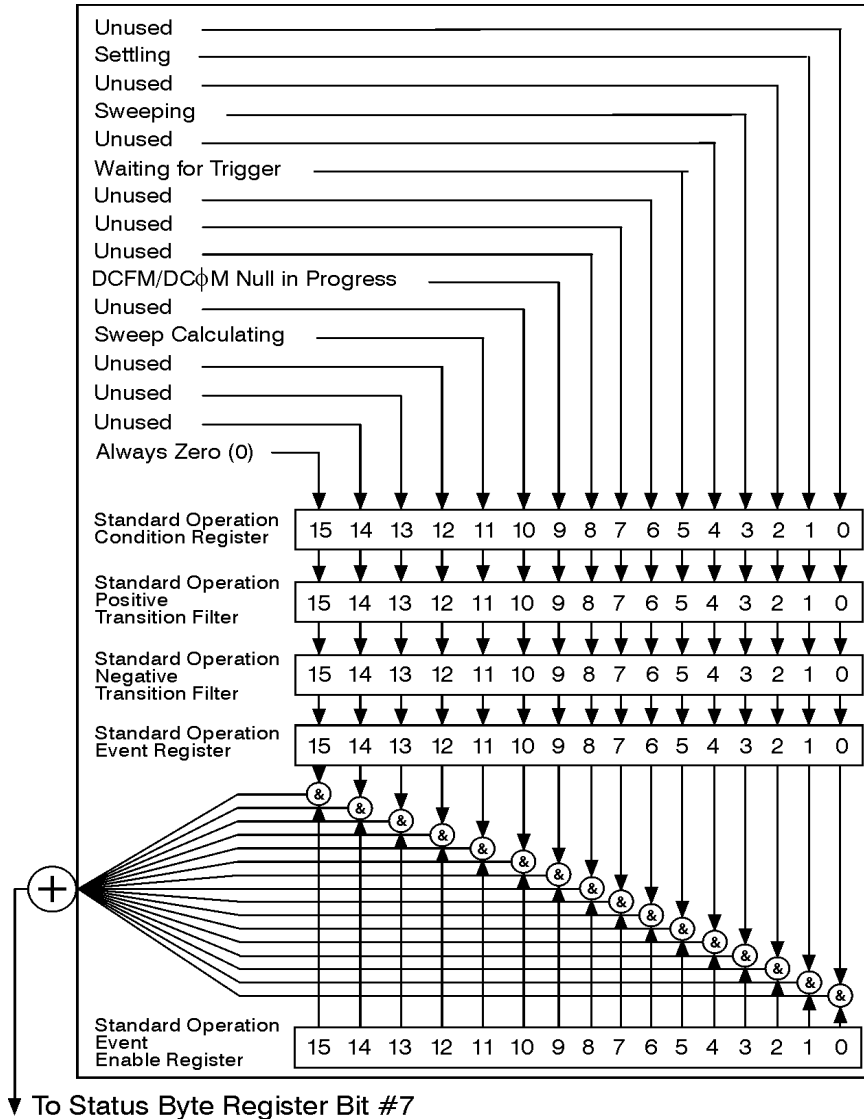 Unused
Settling
Unused
Sweeping
Unused
Waiting for Trigger
Unused
Unused
Unused
DCFM/DCϕM Null in Progress
Unused
Sweep Calculating
Unused
Unused
Unused
Always Zero (0)
Standard Operation
Condition Register
15 14 13 12 11 10 9 8 7 6 5 4 3 2 1 0
Standard Operation
Positive
Transition Filter
15 14 13 12 11 10 9 8 7 6 5 4 3 2 1 0
Standard Operation
Negative
Transition Filter
15 14 13 12 11 10 9 8 7 6 5 4 3 2 1 0
Standard Operation
Event Register
15 14 13 12 11 10 9 8 7 6 5 4 3 2 1 0
& & & & & & & & & & & & & & & &
+
Standard Operation
Event
Enable Register
15 14 13 12 11 10 9 8 7 6 5 4 3 2 1 0
To Status Byte Register Bit #7